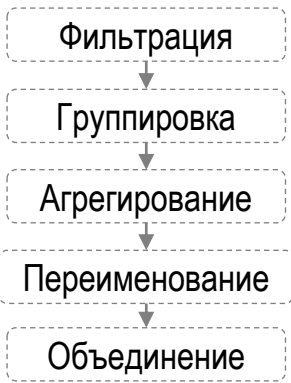 Фильтрация
Группировка
Агрегирование
Переименование
Объединение